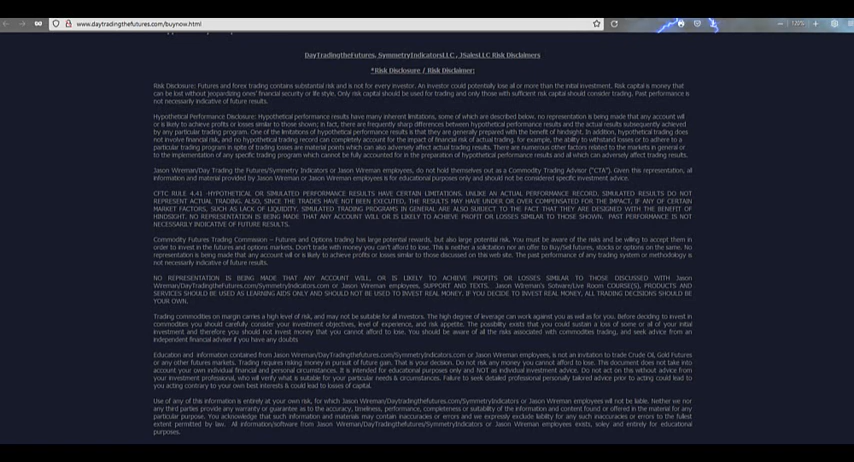 www.daytradingthefutures.com/buynow.html
120%
DayTradingtheFutures, SymmetryIndicatorsLLC , JSalesLLC Risk Disclaimers
*Risk Disclosure / Risk Disclaimer:
Risk Disclosure: Futures and forex trading contains substantial risk and is not for every investor. An investor could potentially lose all or more than the initial investment. Risk capital is money that
can be lost without jeopardizing ones' financial security or life style. Only risk capital should be used for trading and only those with sufficient risk capital should consider trading. Past performance is
not necessarily indicative of future results.
Hypothetical Performance Disclosure: Hypothetical performance results have many inherent limitations, some of which are described below. no representation is being made that any account will
or is likely to achieve profits or losses similar to those shown; in fact, there are frequently sharp differences between hypothetical performance results and the actual results subsequently achieved
by any particular trading program. One of the limitations of hypothetical performance results is that they are generally prepared with the benefit of hindsight. In addition, hypothetical trading does
not involve financial risk, and no hypothetical trading record can completely account for the impact of financial risk of actual trading. for example, the ability to withstand losses or to adhere to a
particular trading program in spite of trading losses are material points which can also adversely affect actual trading results. There are numerous other factors related to the markets in general or
to the implementation of any specific trading program which cannot be fully accounted for in the preparation of hypothetical performance results and all which can adversely affect trading results.
Jason Wireman/Day Trading the Futures/Symmetry Indicators or Jason Wireman employees, do not hold themselves out as a Commodity Trading Advisor ("CTA"). Given this representation, all
information and material provided by Jason Wireman or Jason Wireman employees is for educational purposes only and should not be considered specific investment advice.
CFTC RULE 4.41 -HYPOTHETICAL OR SIMULATED PERFORMANCE RESULTS HAVE CERTAIN LIMITATIONS. UNLIKE AN ACTUAL PERFORMANCE RECORD, SIMULATED RESULTS DO NOT
REPRESENT ACTUAL TRADING. ALSO, SINCE THE TRADES HAVE NOT BEEN EXECUTED, THE RESULTS MAY HAVE UNDER OR OVER COMPENSATED FOR THE IMPACT, IF ANY OF CERTAIN
MARKET FACTORS, SUCH AS LACK OF LIQUIDITY. SIMULATED TRADING PROGRAMS IN GENERAL ARE ALSO SUBJECT TO THE FACT THAT THEY ARE DESIGNED WITH THE BENEFIT OF
HINDSIGHT. NO REPRESENTATION IS BEING MADE THAT ANY ACCOUNT WILL OR IS LIKELY TO ACHIEVE PROFIT OR LOSSES SIMILAR TO THOSE SHOWN. PAST PERFORMANCE IS NOT
NECESSARILY INDICATIVE OF FUTURE RESULTS.
Commodity Futures Trading Commission – Futures and Options trading has large potential rewards, but also large potential risk. You must be aware of the risks and be willing to accept them in
order to invest in the futures and options markets. Don't trade with money you can't afford to lose. This is neither a solicitation nor an offer to Buy/Sell futures, stocks or options on the same. No
representation is being made that any account will or is likely to achieve profits or losses similar to those discussed on this web site. The past performance of any trading system or methodology is
not necessarily indicative of future results.
NO REPRESENTATION IS BEING MADE THAT ANY ACCOUNT WILL, OR IS LIKELY TO ACHIEVE PROFITS OR LOSSES SIMILAR TO THOSE DISCUSSED WITH Jason
Wireman/DayTradingthefutures.com/SymmetryIndicators.com or Jason Wireman employees, SUPPORT AND TEXTS. Jason Wireman's Sotware/Live Room COURSE(S), PRODUCTS AND
SERVICES SHOULD BE USED AS LEARNING AIDS ONLY AND SHOULD NOT BE USED TO INVEST REAL MONEY. IF YOU DECIDE TO INVEST REAL MONEY, ALL TRADING DECISIONS SHOULD BE
YOUR OWN.
Trading commodities on margin carries a high level of risk, and may not be suitable for all investors. The high degree of leverage can work against you as well as for you. Before deciding to invest in
commodities you should carefully consider your investment objectives, level of experience, and risk appetite. The possibility exists that you could sustain a loss of some or all of your initial
investment and therefore you should not invest money that you cannot afford to lose. You should be aware of all the risks associated with commodities trading, and seek advice from an
independent financial adviser if you have any doubts
Education and information contained from Jason Wireman/DayTradingthefutures.com/SymmetryIndicators.com or Jason Wireman employees, is not an invitation to trade Crude Oil, Gold Futures
or any other futures markets. Trading requires risking money in pursuit of future gain. That is your decision. Do not risk any money you cannot afford to lose. This document does not take into
account your own individual financial and personal circumstances. It is intended for educational purposes only and NOT as individual investment advice. Do not act on this without advice from
your investment professional, who will verify what is suitable for your particular needs & circumstances. Failure to seek detailed professional personally tailored advice prior to acting could lead to
you acting contrary to your own best interests & could lead to losses of capital.
Use of any of this information is entirely at your own risk, for which Jason Wireman/Daytradingthefutures.com/SymmetryIndicators or Jason Wireman employees will not be liable. Neither we nor
any third parties provide any warranty or guarantee as to the accuracy, timeliness, performance, completeness or suitability of the information and content found or offered in the material for any
particular purpose. You acknowledge that such information and materials may contain inaccuracies or errors and we expressly exclude liability for any such inaccuracies or errors to the fullest
extent permitted by law. All information/software from Jason Wireman/DayTradingthefutures.com/SymmetryIndicators or Jason Wireman employees exists, soley and entirely for educational
purposes.